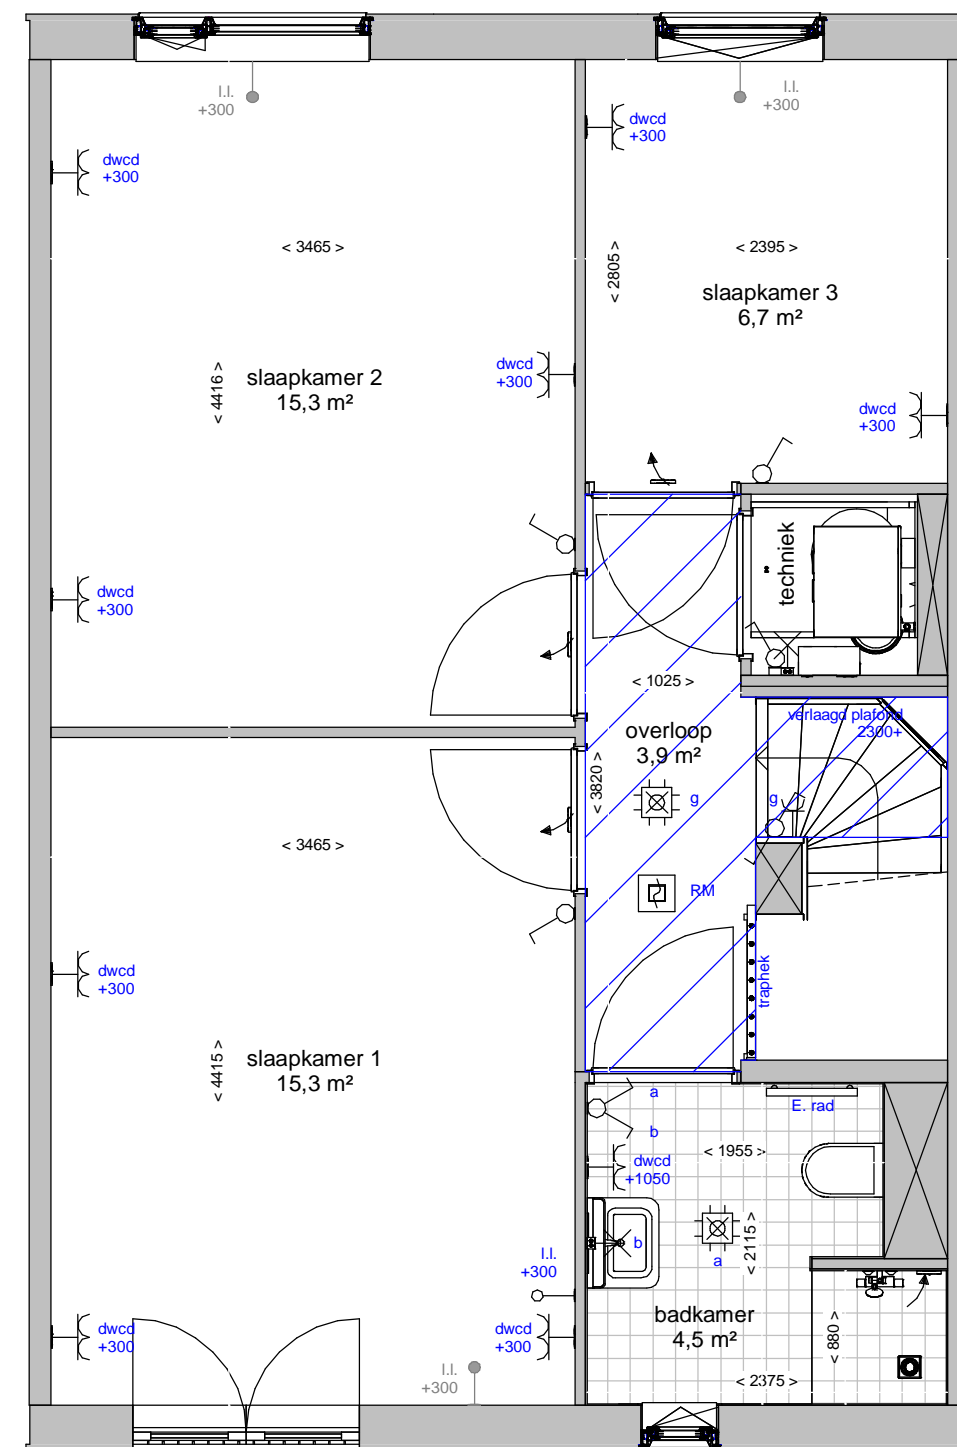 l.l.
+300
l.l.
+300
dwcd
+300
dwcd
+300
< 3465 >
< 2395 >
< 2805 >
slaapkamer 3
6,7 m²
dwcd
+300
slaapkamer 2
15,3 m²
< 4416 >
dwcd
+300
techniek
dwcd
+300
< 1025 >
verlaagd plafond
2300+
overloop
3,9 m²
< 3820 >
g
g
< 3465 >
RM
dwcd
+300
traphek
slaapkamer 1
15,3 m²
< 4415 >
a
E. rad
b
< 1955 >
dwcd
+1050
b
< 2115 >
a
l.l.
+300
badkamer
4,5 m²
dwcd
+300
dwcd
+300
< 880 >
l.l.
+300
< 2375 >